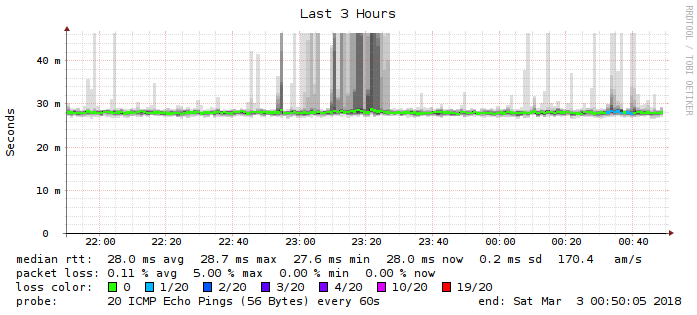 Last 3 Hours
RRDTOOL / TOBI OETIKER
Seconds
40 m
30 m
20 m
10 m
0
22:00 22:20 22:40 23:00 23:20 23:40 00:00 00:20 00:40
median rtt: 28.0 ms avg 28.7 ms max 27.6 ms min 28.0 ms now 0.2 ms sd 170.4 am/s
packet loss: 0.11 % avg 5.00 % max 0.00 % min 0.00 % now
loss color: 0 1/20 2/20 3/20 4/20 10/20 19/20
probe: 20 ICMP Echo Pings (56 Bytes) every 60s end: Sat Mar 3 00:50:05 2018